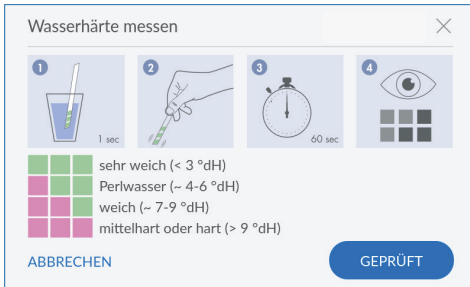 Wasserhärte messen
1
2
3
4
1 sec
60 sec
sehr weich (< 3 °dH)
Perlwasser (~ 4-6 °dH)
weich (~ 7-9 °dH)
mittelhart oder hart (> 9 °dH)
ABBRECHEN
GEPRÜFT